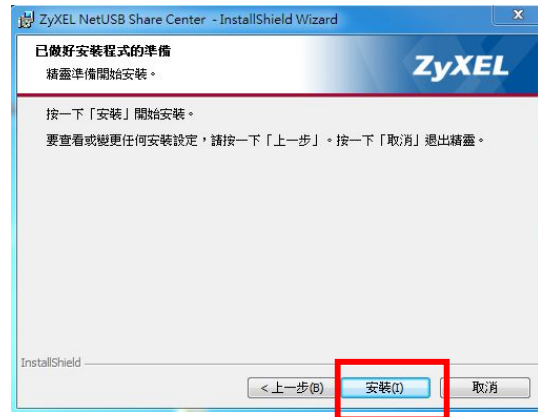 ZyXEL NetUSB Share Center - InstallShield Wizard
已做好安裝程式的準備
精靈準備開始安裝。
ZyXEL
按一下「安裝」開始安裝。
要查看或變更任何安裝設定，請按一下「上一步」。按一下「取消」退出精靈。
InstallShield
<上一步(B)
安裝(I)
取消